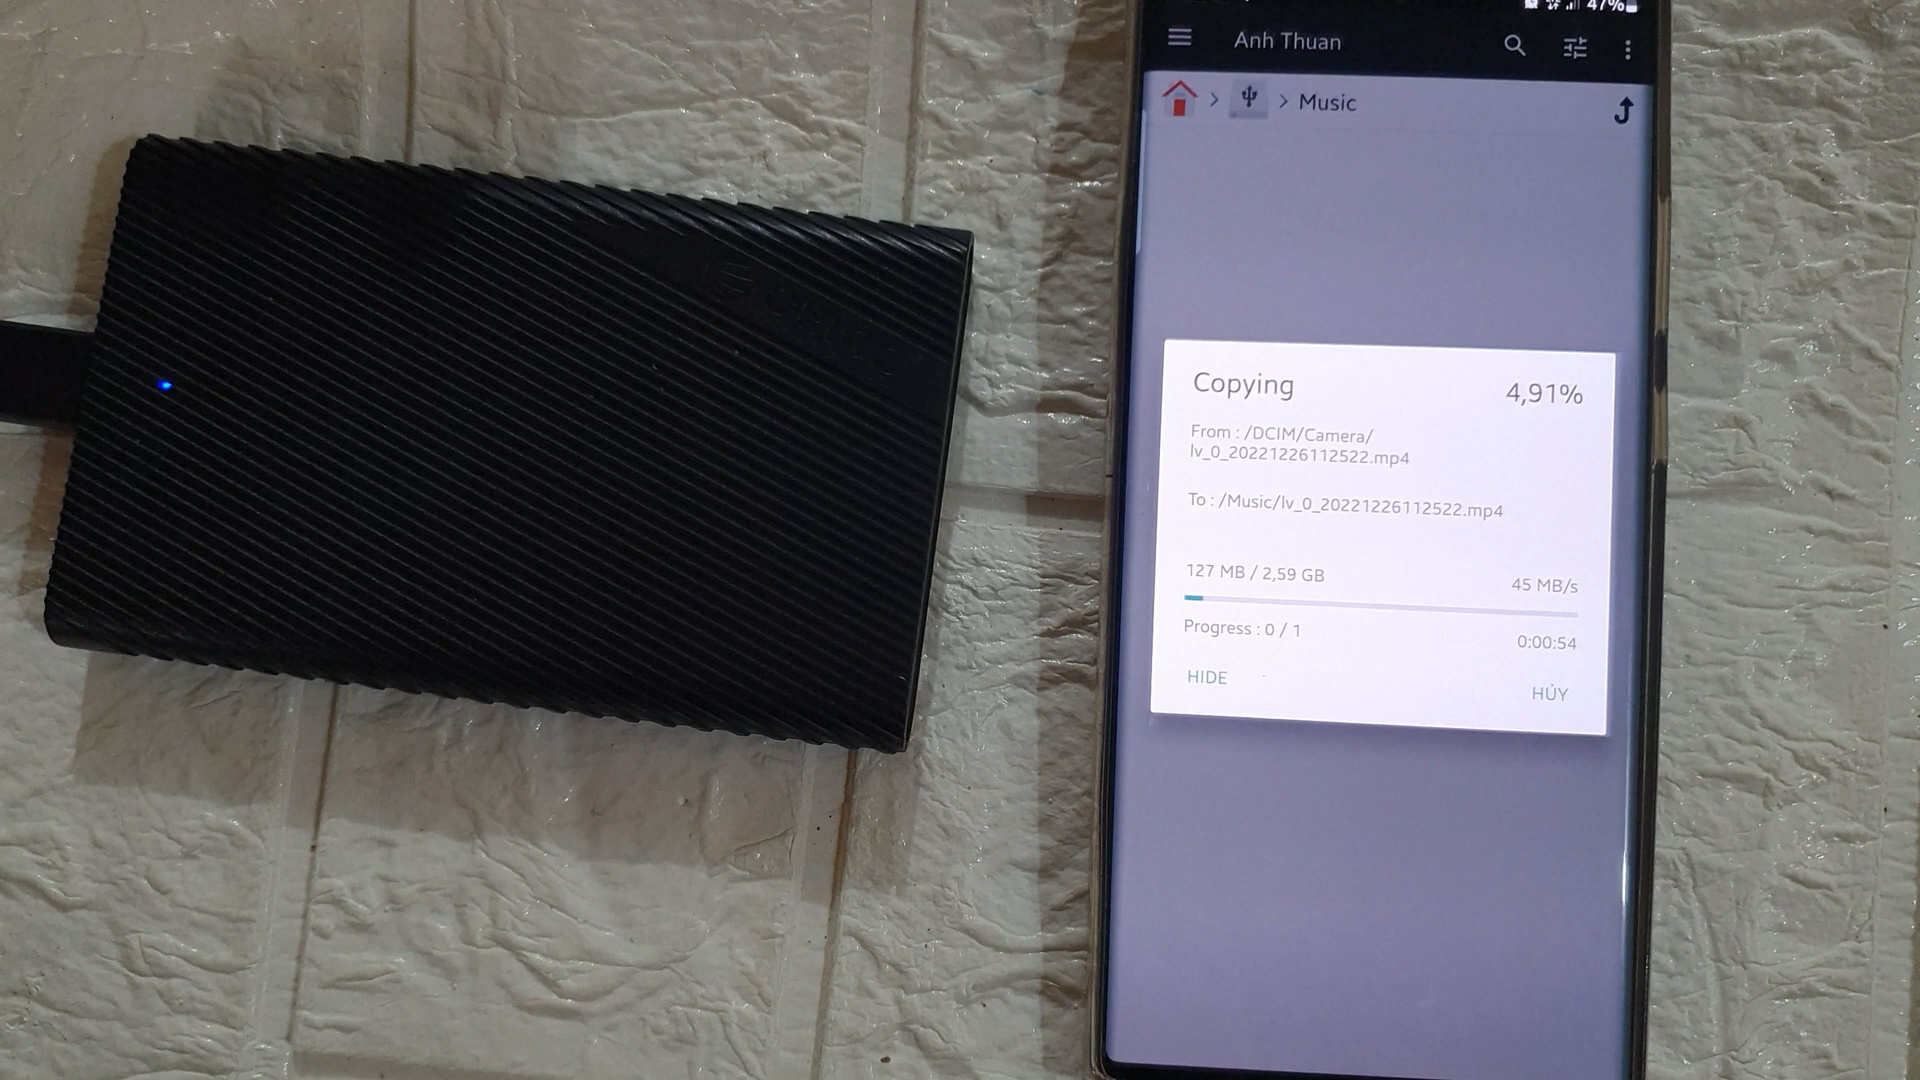 47%
Anh Thuan
Music
Copying
4,91%
From : /DCIM/Camera/
lv_0_20221226112522.mp4
To : /Music/lv_0_20221226112522.mp4
127 MB / 2,59 GB
45 MB/s
Progress : 0 / 1
0:00:54
HIDE
HỦY